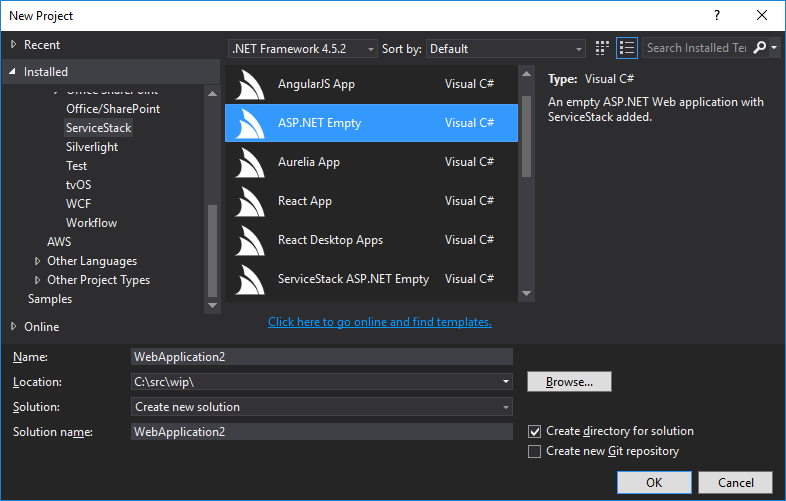 New Project
? 
Recent
.NET Framework 4.5.2 Sort by: Default
Search Installed Te
Installed
Office SharePoint
Office/SharePoint
ServiceStack
Silverlight
Test
tvOS
WCF
Workflow
AWS
Other Languages
Other Project Types
Samples
Online
AngularJS App Visual C#
ASP.NET Empty Visual C#
Aurelia App Visual C#
React App Visual C#
React Desktop Apps Visual C#
ServiceStack ASP.NET Empty Visual C#
Click here to go online and find templates.
Type: Visual C#
An empty ASP.NET Web application with
ServiceStack added.
Name: WebApplication2
Location: C:\src\wip\
Browse...
Solution: Create new solution
Solution name: WebApplication2
Create directory for solution
Create new Git repository
OK Cancel